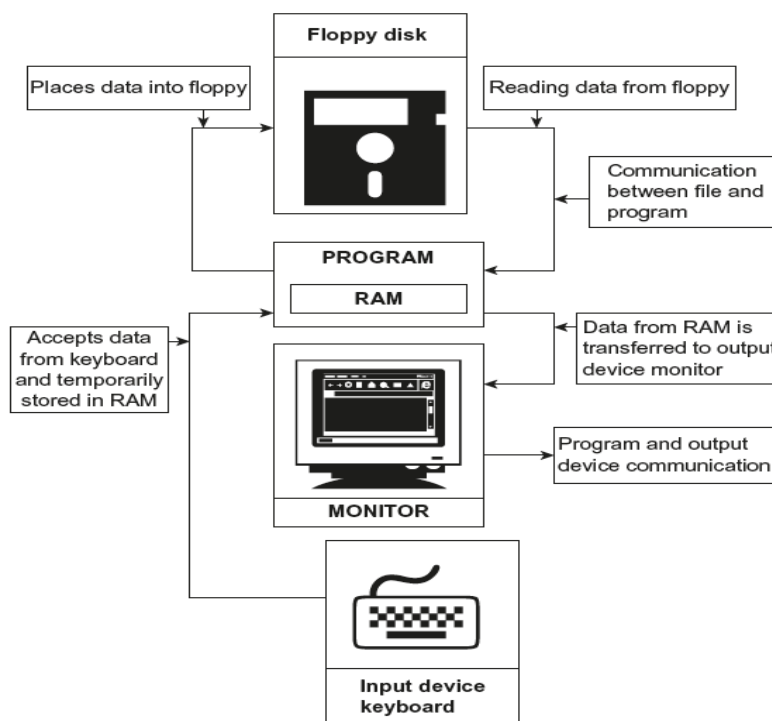 Floppy disk
Places data into floppy
Reading data from floppy
Communication
between file and
program
PROGRAM
RAM
Accepts data
from keyboard
and temporarily
stored in RAM
Data from RAM is
transferred to output
device monitor
Program and output
device communication
MONITOR
Input device
keyboard